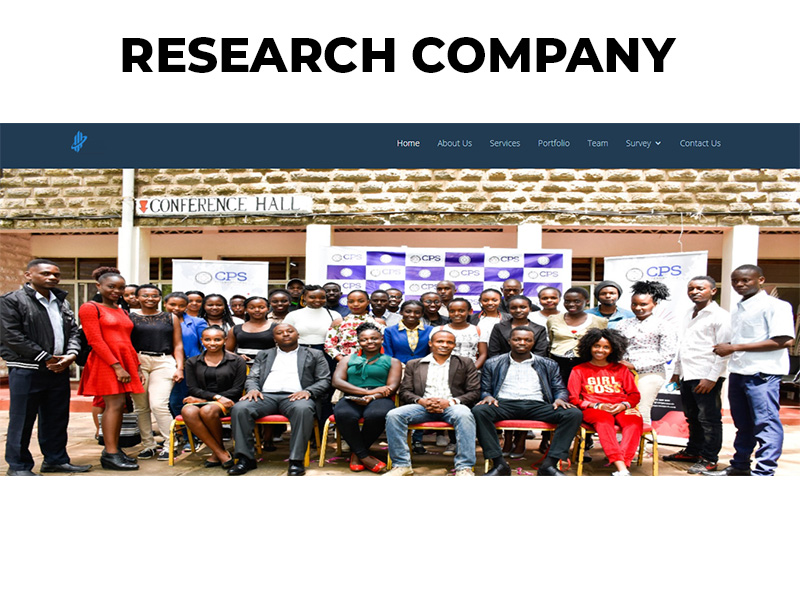 RESEARCH COMPANY
Home About Us Services Portfolio Team Survey Contact Us
CONFERENCE HALL
CPS
CPS
CPS
CPS
CPS
CPS
CPS
CPS
GIRL
BOSS